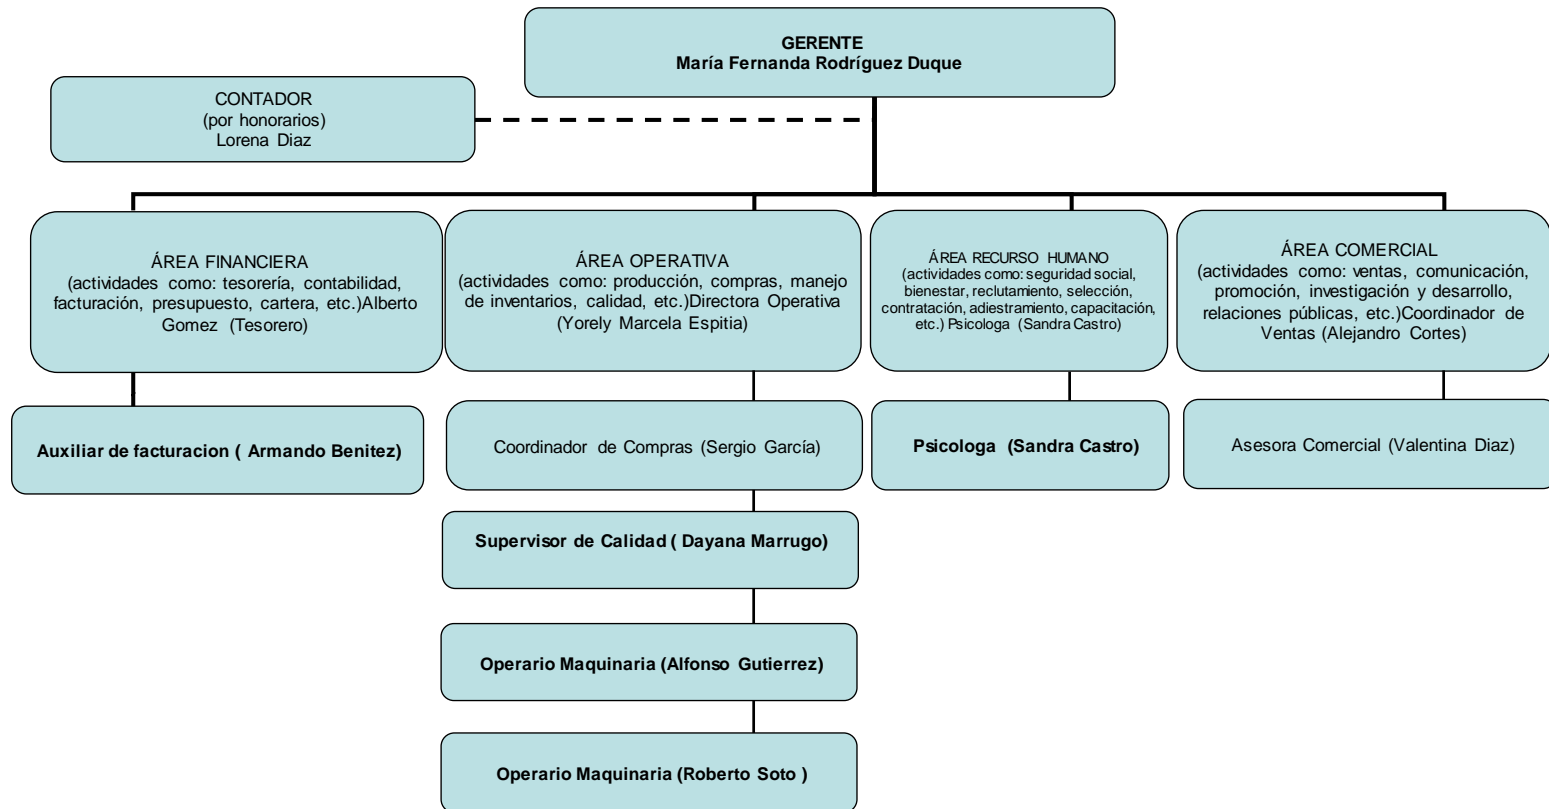 GERENTE
María Fernanda Rodríguez Duque
CONTADOR
(por honorarios)
Lorena Diaz
ÁREA FINANCIERA
(actividades como: tesorería, contabilidad,
facturación, presupuesto, cartera, etc.)Alberto
Gomez (Tesorero)
ÁREA OPERATIVA
(actividades como: producción, compras, manejo
de inventarios, calidad, etc.)Directora Operativa
(Yorely Marcela Espitia)
ÁREA RECURSO HUMANO
(actividades como: seguridad social,
bienestar, reclutamiento, selección,
contratación, adiestramiento, capacitación,
etc.) Psicologa (Sandra Castro)
ÁREA COMERCIAL
(actividades como: ventas, comunicación,
promoción, investigación y desarrollo,
relaciones públicas, etc.)Coordinador de
Ventas (Alejandro Cortes)
Auxiliar de facturacion ( Armando Benitez)
Coordinador de Compras (Sergio García)
Psicologa (Sandra Castro)
Asesora Comercial (Valentina Diaz)
Supervisor de Calidad ( Dayana Marrugo)
Operario Maquinaria (Alfonso Gutierrez)
Operario Maquinaria (Roberto Soto )